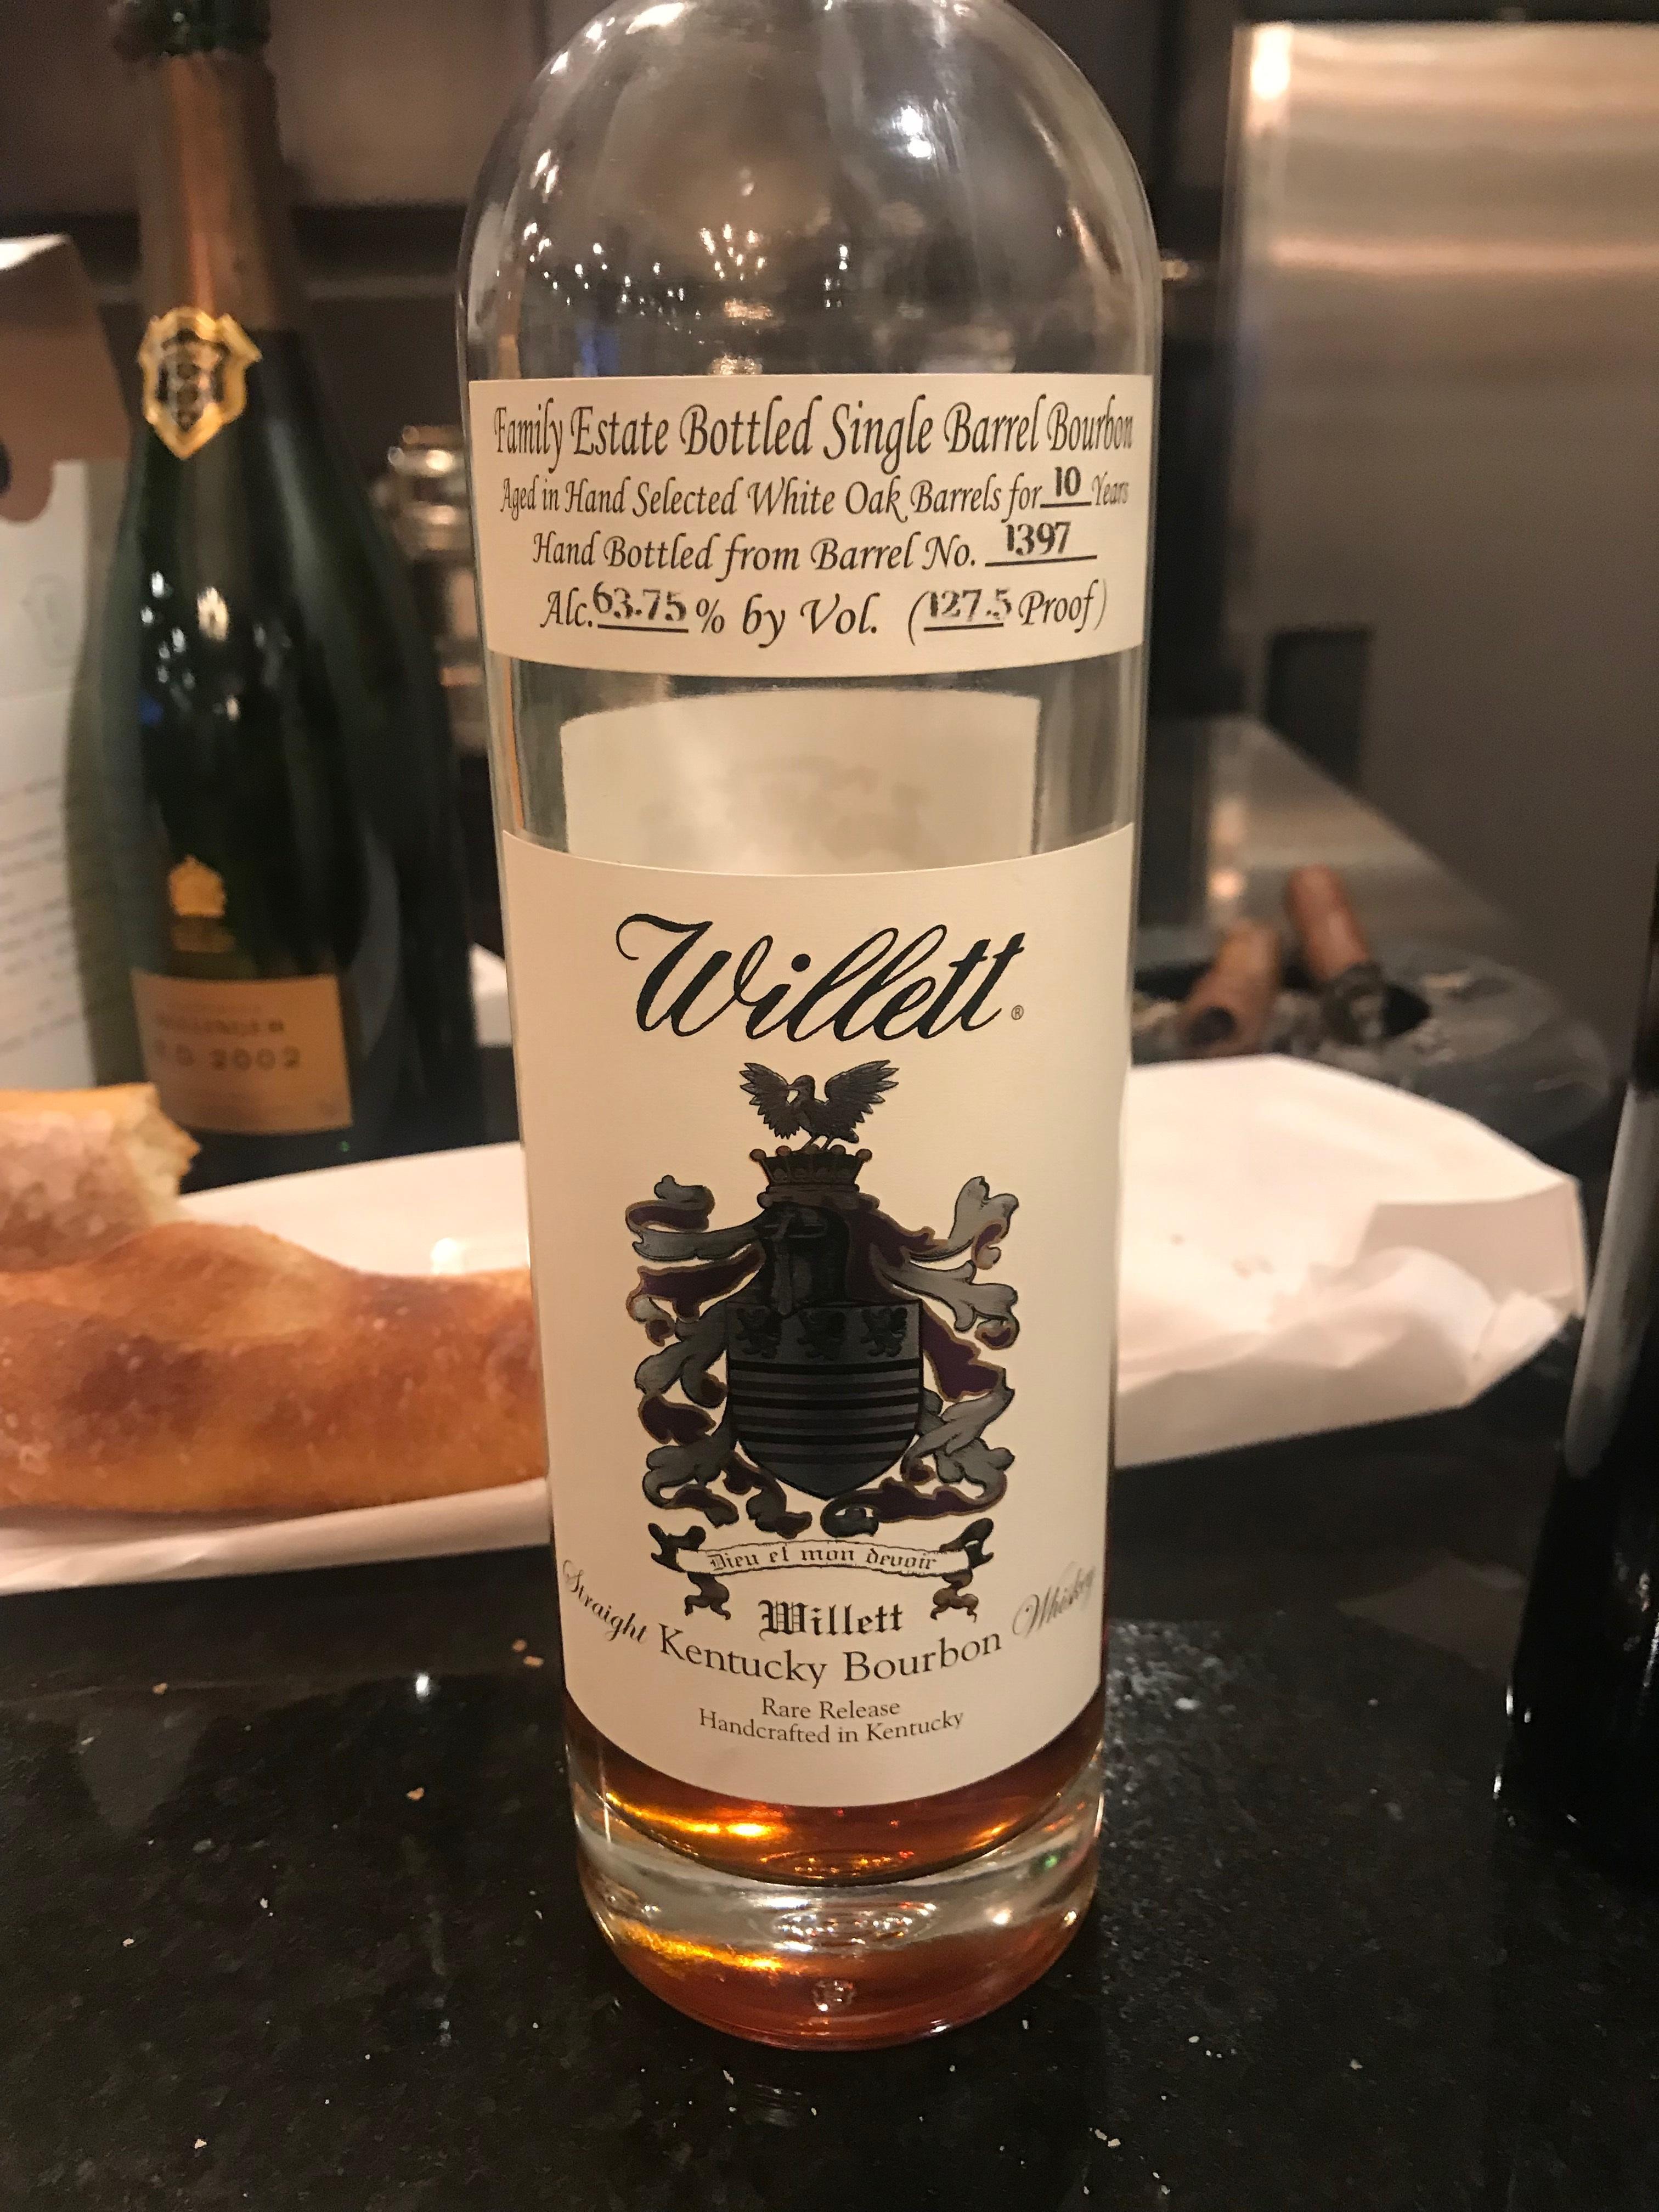 Family Estate Bottled Single Barrel Bourbon
Aged in Hand Selected White Oak Barrels for 10 Years
Hand Bottled from Barrel No. 1397
Alc. 63.75 % by Vol. (127.5 Proof)
Willett®
Dieu et mon devoir
Willett
Straight Kentucky Bourbon Whiskey
Rare Release
Handcrafted in Kentucky
2002